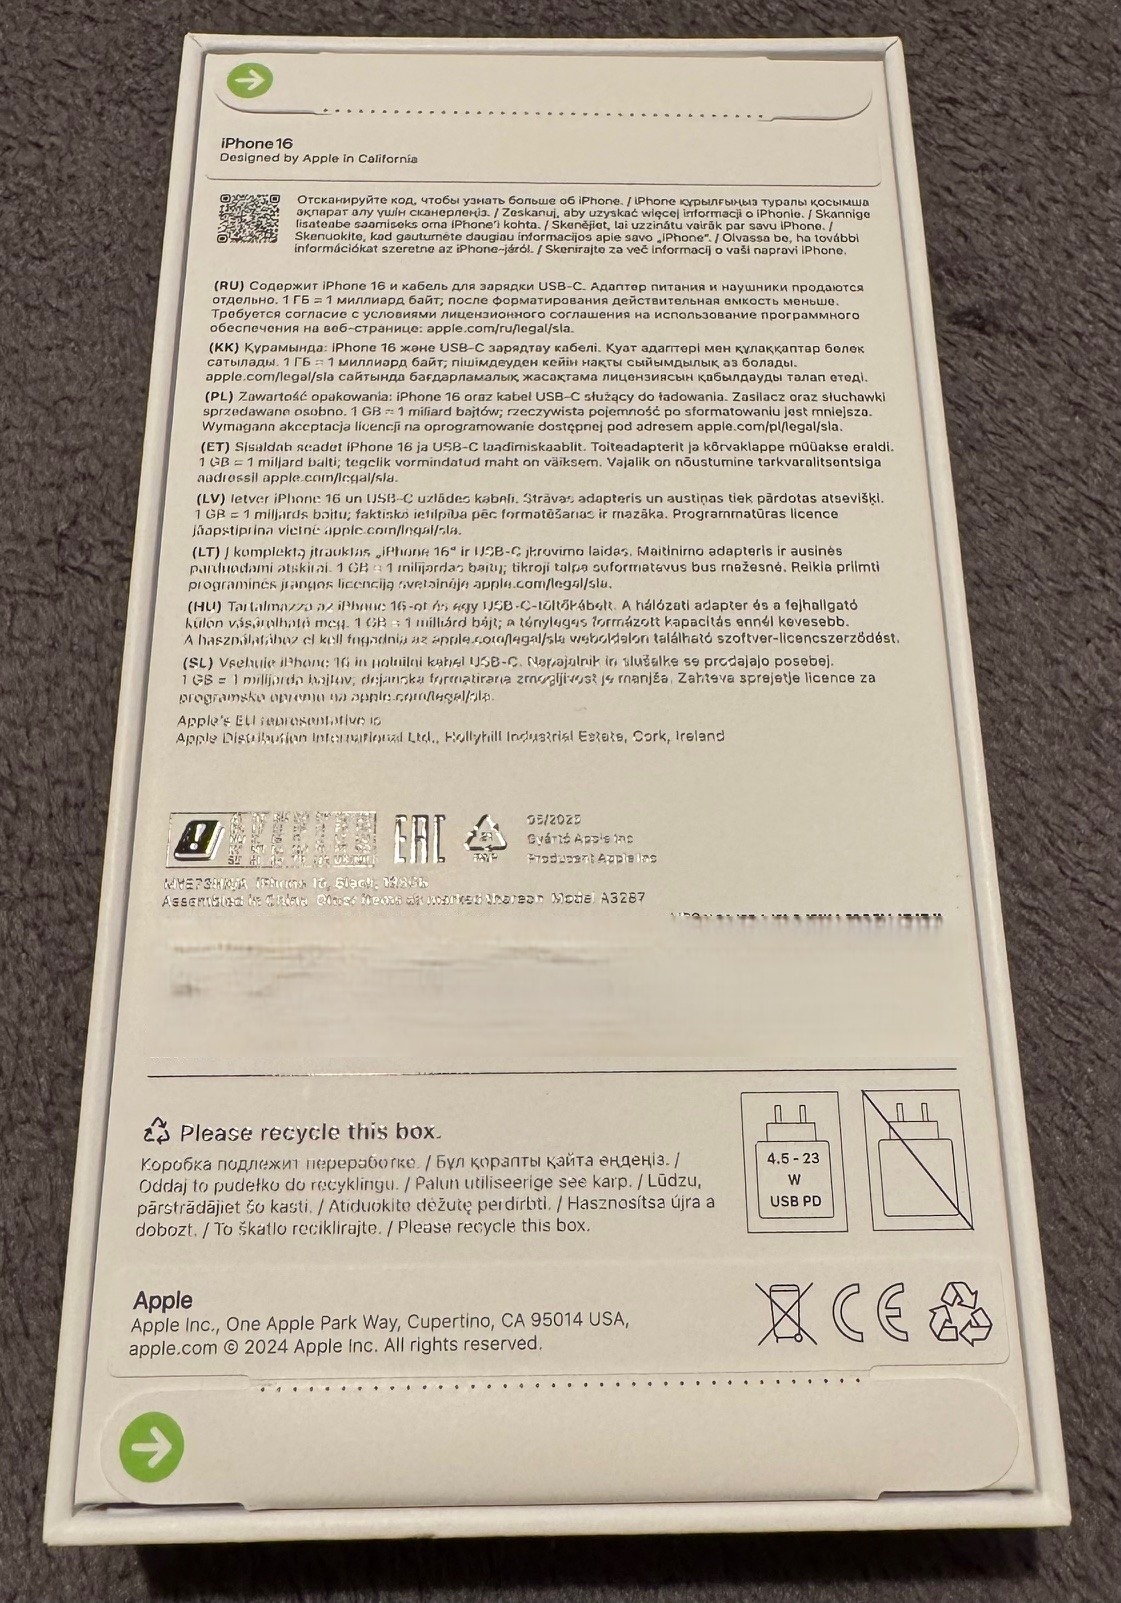 iPhone 16
Designed by Apple in California
Отсканируйте код, чтобы узнать больше об iPhone. / iPhone құрылғыңыз туралы қосымша
ақпарат алу үшін сканерлеңіз. / Zeskanuj, aby uzyskać więcej informacji o iPhonie. / Skannige
lisateabe saamiseks oma iPhone'i kohta. / Skenējiet, lai uzzinātu vairāk par savu iPhone. /
Skenuokite, kad gautumėte daugiau informacijos apie savo „iPhone“. / Olvassa be, ha további
információkat szeretne az iPhone-járól. / Skenirajte za več informacij o vaši napravi iPhone.
(RU) Содержит iPhone 16 и кабель для зарядки USB-C. Адаптер питания и наушники продаются
отдельно. 1 ГБ = 1 миллиард байт; после форматирования действительная емкость меньше.
Требуется согласие с условиями лицензионного соглашения на использование программного
обеспечения на веб-странице: apple.com/ru/legal/sla.
(KK) Құрамында: iPhone 16 және USB-C зарядтау кабелі. Қуат адаптері мен құлаққаптар бөлек
сатылады. 1 ГБ = 1 миллиард байт; пішімдеуден кейін нақты сыйымдылық аз болады.
apple.com/legal/sla сайтында бағдарламалық жасақтама лицензиясын қабылдауды талап етеді.
(PL) Zawartość opakowania: iPhone 16 oraz kabel USB-C służący do ładowania. Zasilacz oraz słuchawki
sprzedawane osobno. 1 GB = 1 miliard bajtów; rzeczywista pojemność po sformatowaniu jest mniejsza.
Wymagana akceptacja licencji na oprogramowanie dostępnej pod adresem apple.com/pl/legal/sla.
(ET) Sisaldab seadet iPhone 16 ja USB-C laadimiskaablit. Toiteadapterit ja kõrvaklappe müüakse eraldi.
1 GB = 1 miljard baiti; tegelik vormindatud maht on väiksem. Vajalik on nõustumine tarkvaralitsentsiga
aadressil apple.com/legal/sla.
(LV) Ietver iPhone 16 un USB-C uzlādes kabeli. Strāvas adapteris un austiņas tiek pārdotas atsevišķi.
1 GB = 1 miljards baitu; faktiskā ietilpība pēc formatēšanas ir mazāka. Programmatūras licence
jāapstiprina vietnē apple.com/legal/sla.
(LT) Į komplektą įtrauktas „iPhone 16“ ir USB-C įkrovimo laidas. Maitinimo adapteris ir ausinės
parduodami atskirai. 1 GB = 1 milijardas baitų; tikroji talpa suformatavus bus mažesnė. Reikia priimti
programinės įrangos licenciją svetainėje apple.com/legal/sla.
(HU) Tartalmazza az iPhone 16-ot és egy USB-C-töltőkábelt. A hálózati adapter és a fejhallgató
külön vásárolható meg. 1 GB = 1 milliárd bájt; a tényleges formázott kapacitás ennél kevesebb.
A használatához el kell fogadnia az apple.com/legal/sla weboldalon található szoftver-licencszerződést.
(SL) Vsebuje iPhone 16 in polnilni kabel USB-C. Napajalnik in slušalke se prodajajo posebej.
1 GB = 1 milijarda bajtov; dejanska formatirana zmogljivost je manjša. Zahteva sprejetje licence za
programsko opremo na apple.com/legal/sla.
Apple's EU representative is
Apple Distribution International Ltd., Hollyhill Industrial Estate, Cork, Ireland
EAC
21
PAP
Gyártó Apple Inc
Producent Apple Inc
iPhone 16, Black, 128GB
Assembled in China Other items as marked thereon Model A3287
Please recycle this box.
Коробка подлежит переработке. / Бұл қорапты қайта өңдеңіз. /
Oddaj to pudełko do recyklingu. / Palun utiliseerige see karp. / Lūdzu,
pārstrādājiet šo kasti. / Atiduokite dėžutę perdirbti. / Hasznosítsa újra a
dobozt. / To škatlo reciklirajte. / Please recycle this box.
4.5 - 23
W
USB PD
Apple
Apple Inc., One Apple Park Way, Cupertino, CA 95014 USA,
apple.com © 2024 Apple Inc. All rights reserved.
CE